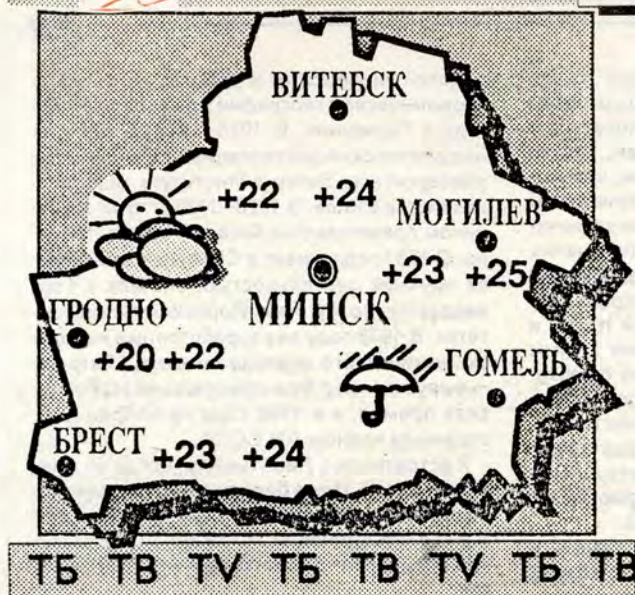 ВИТЕБСК
+22 +24
МОГИЛЕВ
+23 +25
МИНСК
ГРОДНО
+20 +22
ГОМЕЛЬ
БРЕСТ
+23 +24
ТБ ТВ TV ТБ ТВ TV ТБ ТВ